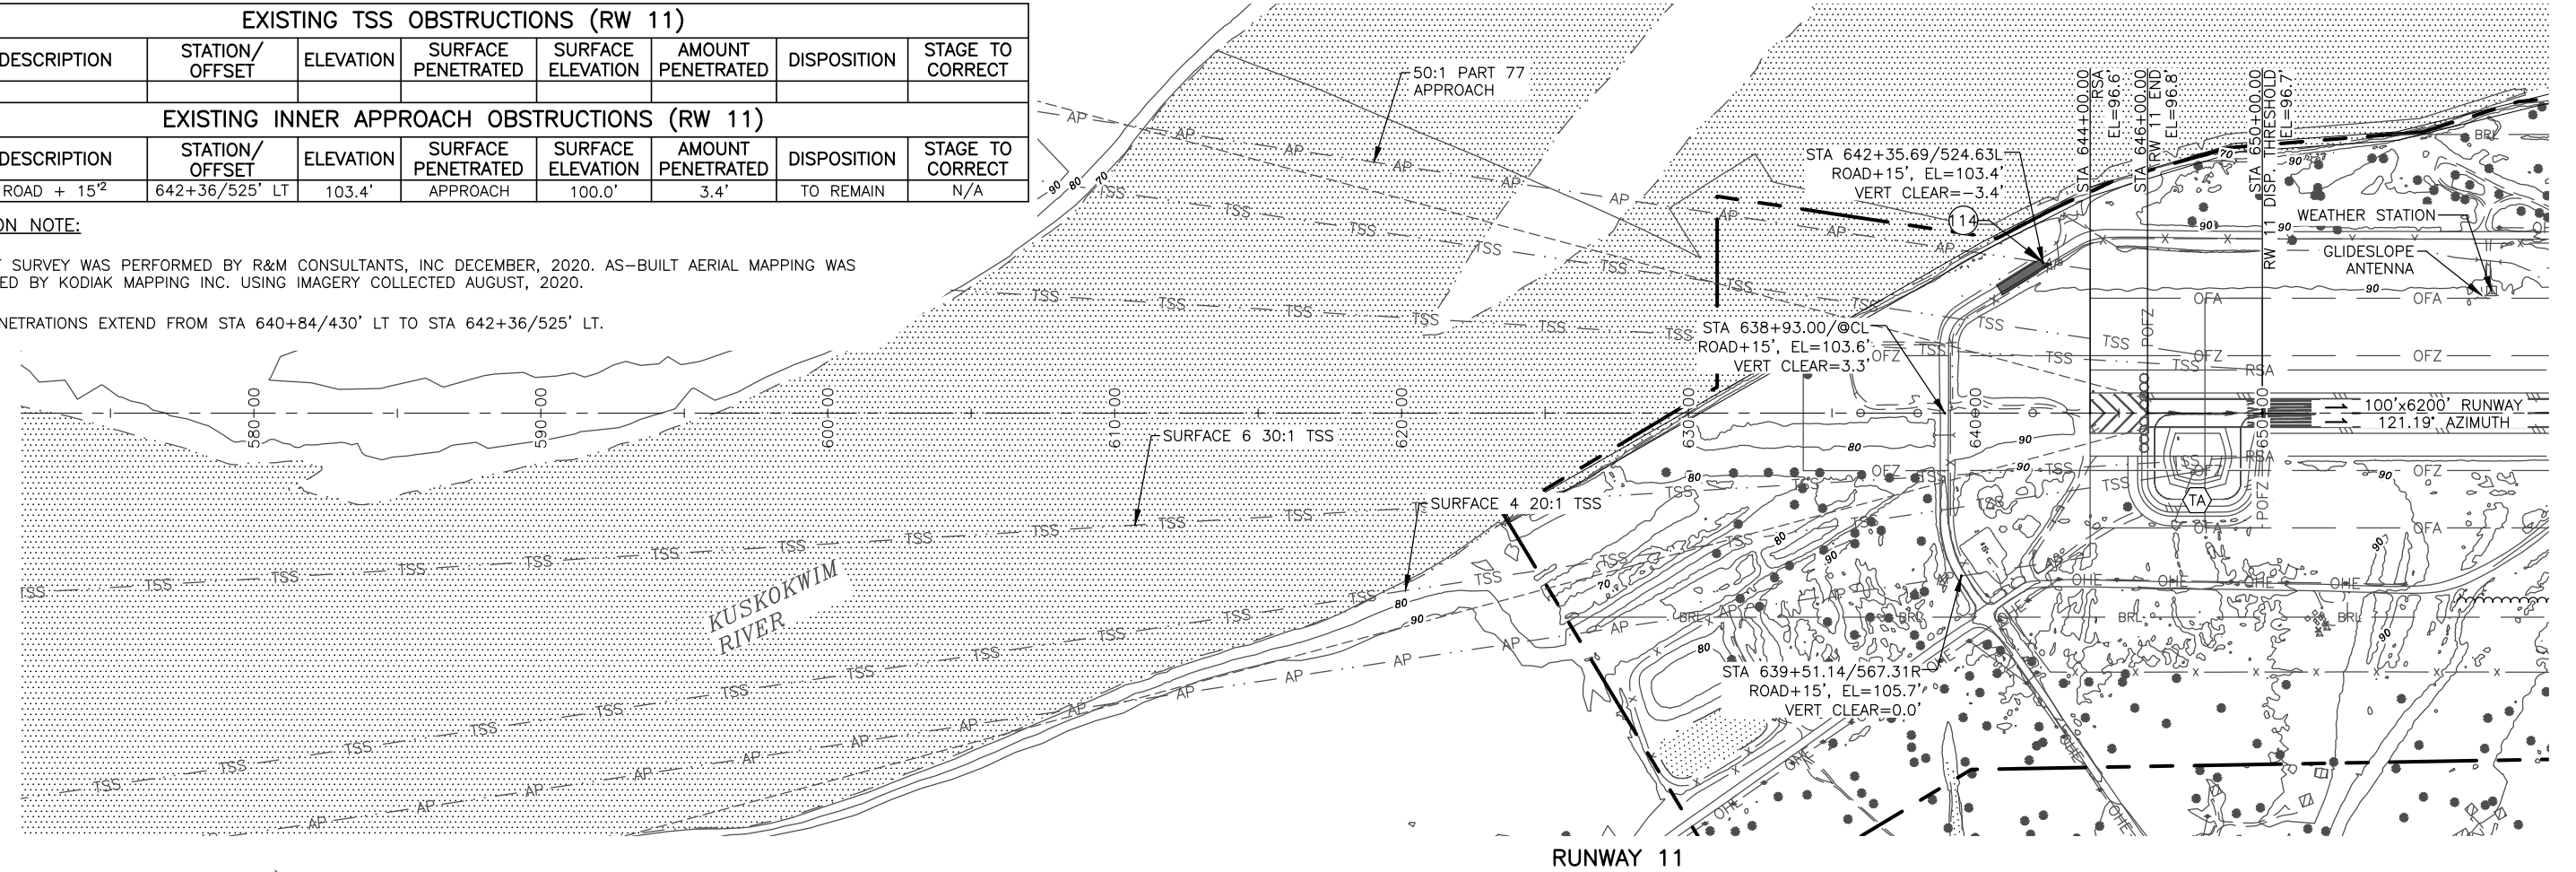 EXISTING TSS OBSTRUCTIONS (RW 11)
DESCRIPTION STATION/ OFFSET ELEVATION SURFACE PENETRATED SURFACE ELEVATION AMOUNT PENETRATED DISPOSITION STAGE TO CORRECT
EXISTING INNER APPROACH OBSTRUCTIONS (RW 11)
DESCRIPTION STATION/ OFFSET ELEVATION SURFACE PENETRATED SURFACE ELEVATION AMOUNT PENETRATED DISPOSITION STAGE TO CORRECT
ROAD + 15'² 642+36/525' LT 103.4' APPROACH 100.0' 3.4' TO REMAIN N/A
ON NOTE:
SURVEY WAS PERFORMED BY R&M CONSULTANTS, INC DECEMBER, 2020. AS-BUILT AERIAL MAPPING WAS
ED BY KODIAK MAPPING INC. USING IMAGERY COLLECTED AUGUST, 2020.
NETRATIONS EXTEND FROM STA 640+84/430' LT TO STA 642+36/525' LT.
50:1 PART 77
APPROACH
STA 642+35.69/524.63L
ROAD+15', EL=103.4'
VERT CLEAR=-3.4'
114
STA 644+00.00
RSA
EL=96.6'
STA 646+00.00
RW 11 END
EL=96.8'
STA 650+00.00
RW 11 DISP. THRESHOLD
EL=96.7'
WEATHER STATION
GLIDESLOPE
ANTENNA
STA 638+93.00/@CL
ROAD+15', EL=103.6'
VERT CLEAR=3.3'
580+00
590+00
600+00
610+00
620+00
630+00
640+00
650+00
100'x6200' RUNWAY
121.19° AZIMUTH
SURFACE 6 30:1 TSS
SURFACE 4 20:1 TSS
KUSKOKWIM
RIVER
STA 639+51.14/567.31R
ROAD+15', EL=105.7'
VERT CLEAR=0.0'
TA
AP
TSS
OFA
OFZ
POFZ
RSA
BRL
OHE
90
80
70
RUNWAY 11